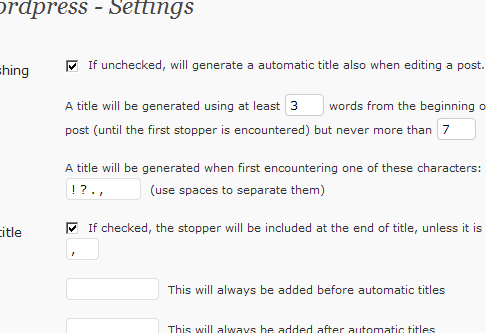 ordpress - Settings
shing
If unchecked, will generate a automatic title also when editing a post.
A title will be generated using at least 3 words from the beginning o
post (until the first stopper is encountered) but never more than 7
A title will be generated when first encountering one of these characters:
! ? . , (use spaces to separate them)
title If checked, the stopper will be included at the end of title, unless it is
,
This will always be added before automatic titles
This will always be added after automatic titles